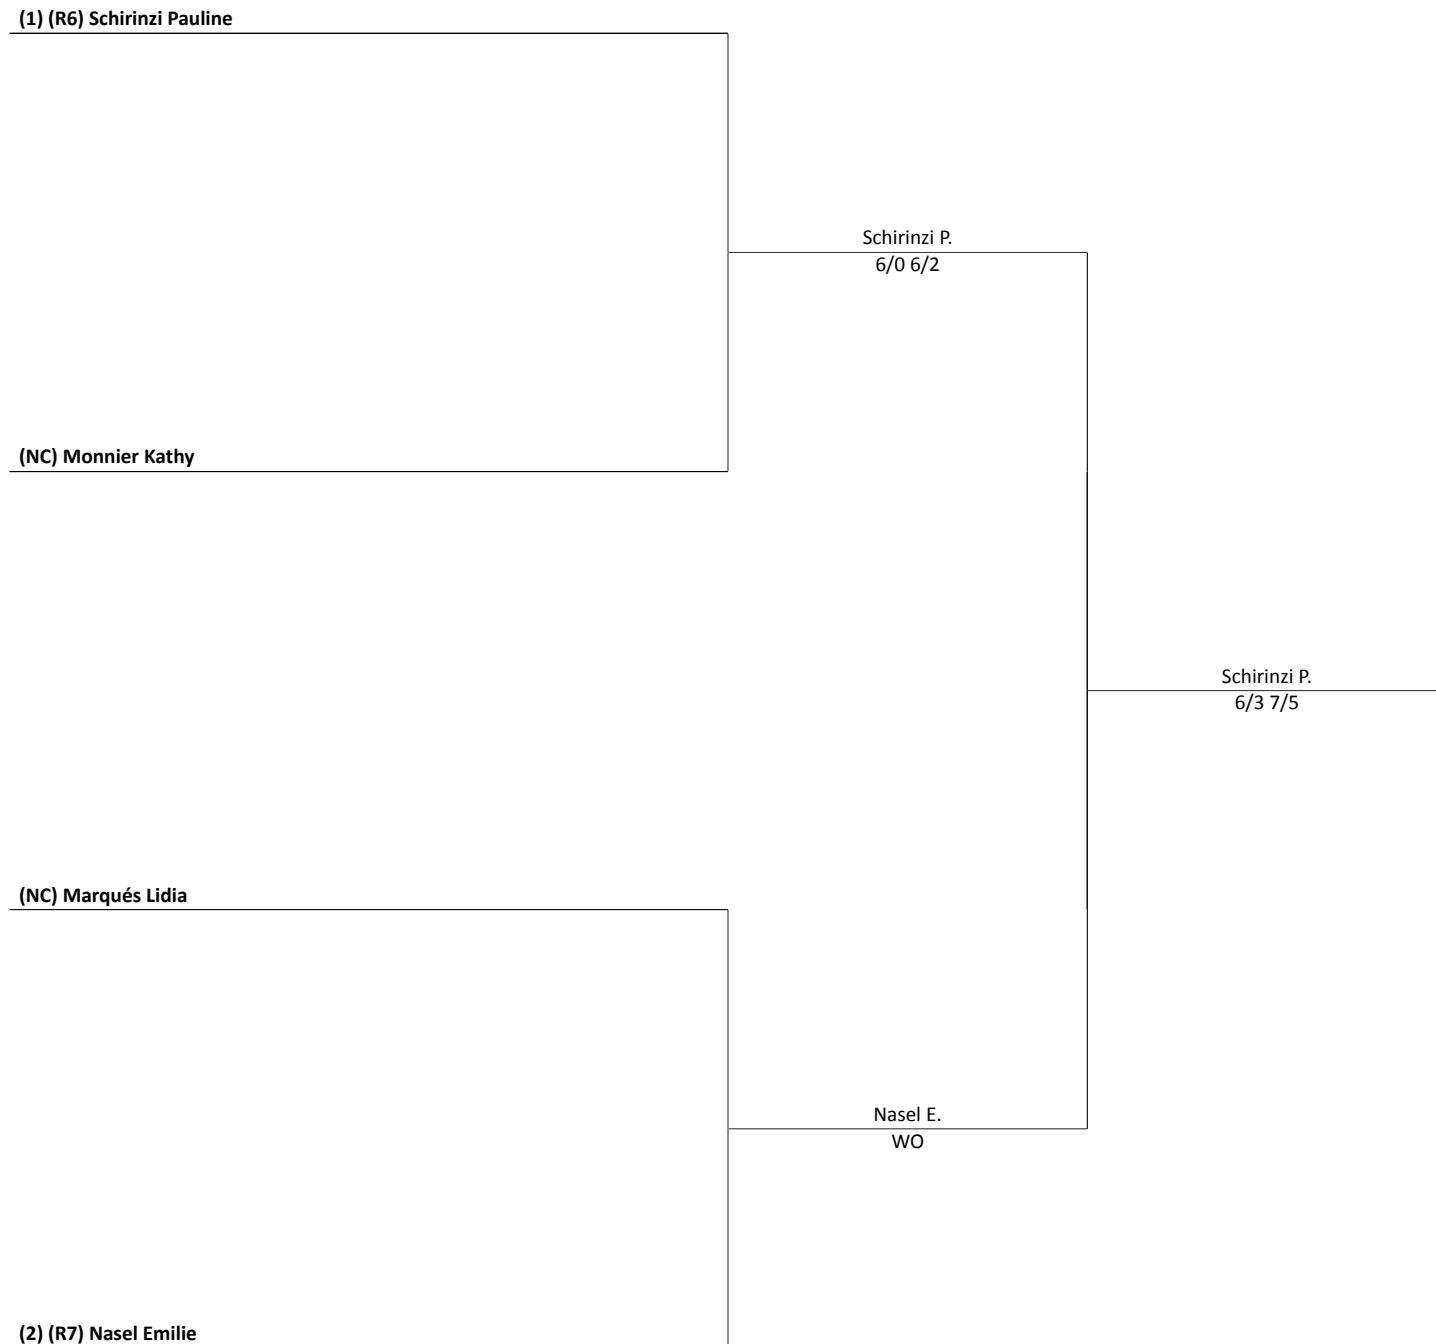 (1) (R6) Schirinzi Pauline
Schirinzi P.
6/0 6/2
(NC) Monnier Kathy
Schirinzi P.
6/3 7/5
(NC) Marqués Lidia
Nasel E.
WO
(2) (R7) Nasel Emilie